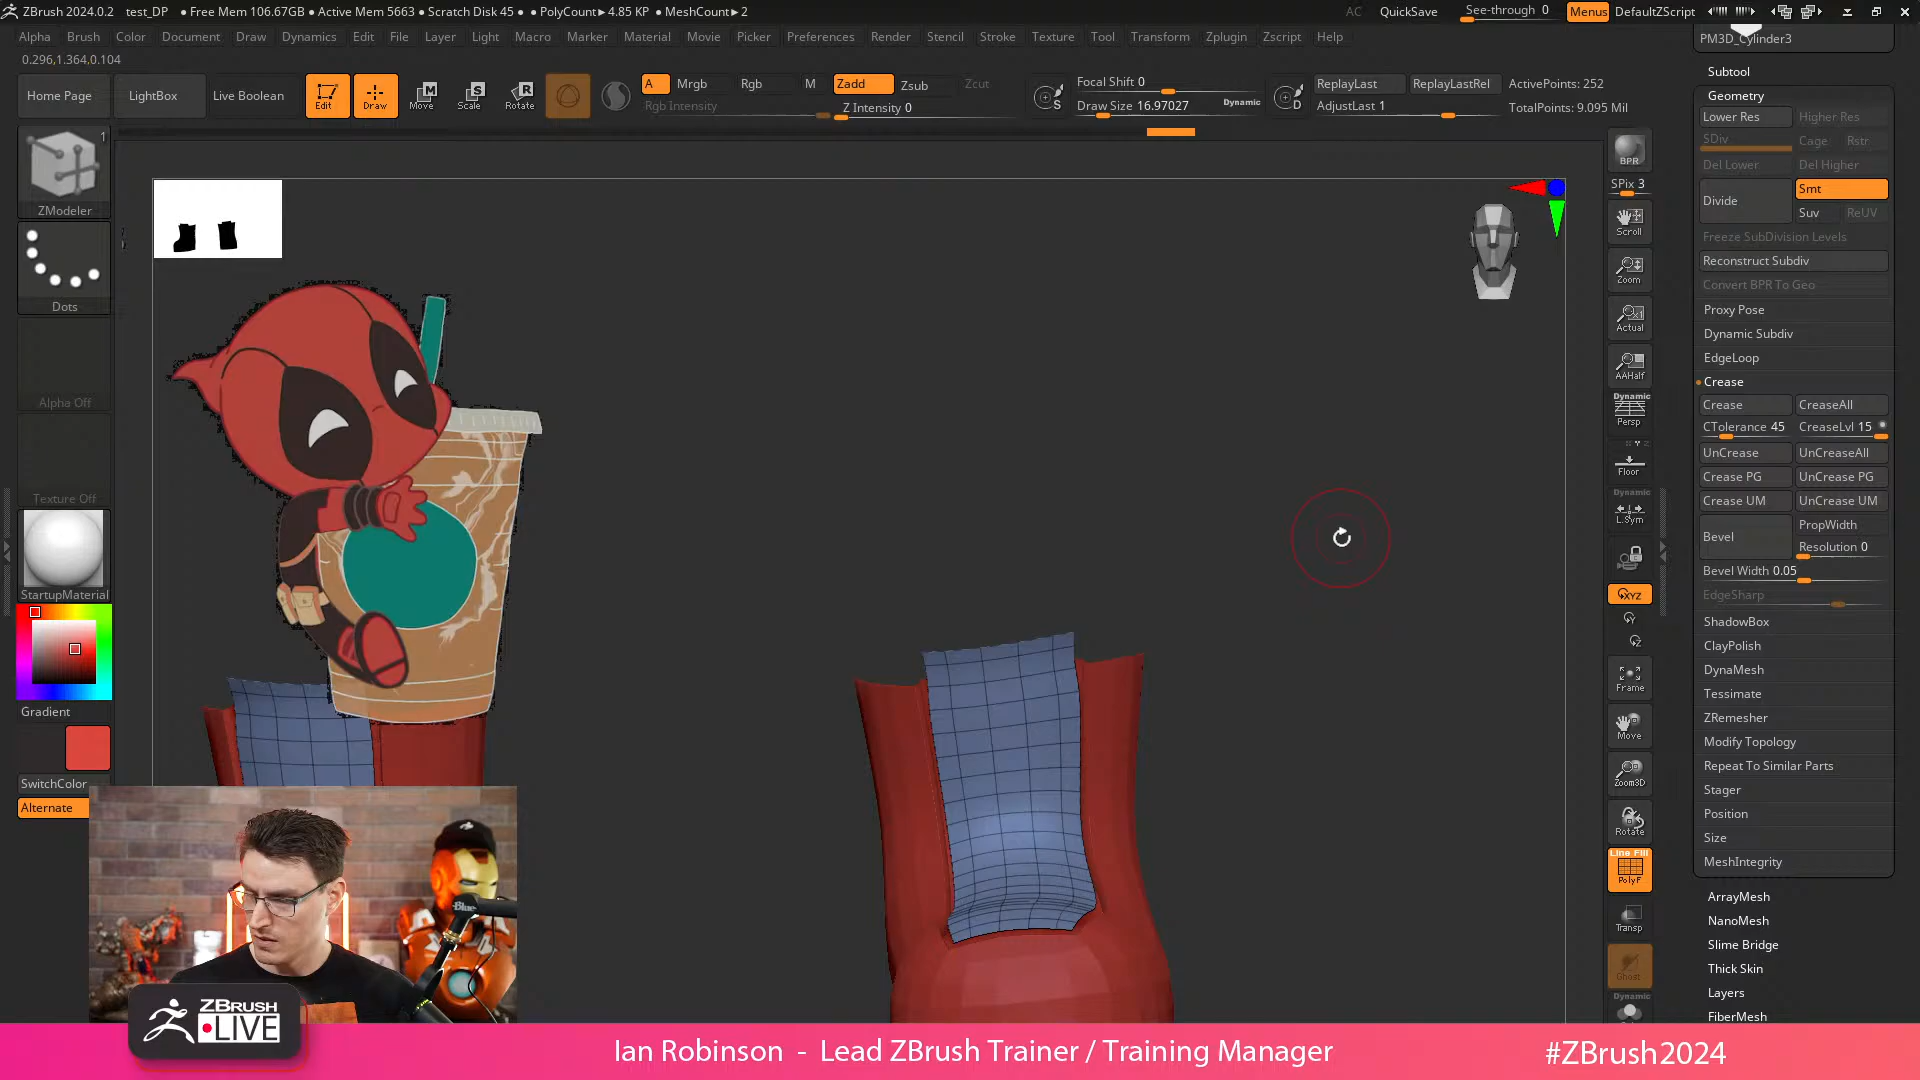 ZBrush 2024.0.2 test_DP • Free Mem 106.67GB • Active Mem 5663 • Scratch Disk 45 • PolyCount► 4.85 KP • MeshCount► 2
AC QuickSave See-through 0 Menus DefaultZScript
Alpha Brush Color Document Draw Dynamics Edit File Layer Light Macro Marker Material Movie Picker Preferences Render Stencil Stroke Texture Tool Transform Zplugin Zscript Help
PM3D_Cylinder3
0.296,1.364,0.104
Home Page LightBox Live Boolean Edit Draw Move Scale Rotate
A Mrgb Rgb M Zadd Zsub Zcut
Rgb Intensity Z Intensity 0
Focal Shift 0
Draw Size 16.97027 Dynamic
ReplayLast ReplayLastRel ActivePoints: 252
AdjustLast 1 TotalPoints: 9.095 Mil
1
ZModeler
Dots
Alpha Off
Texture Off
StartupMaterial
Gradient
SwitchColor
Alternate
BPR
SPix 3
Scroll
Zoom
Actual
AAHalf
Dynamic
Persp
Floor
Dynamic
L.Sym
XYZ
Frame
Move
Zoom3D
Rotate
Line Fill
PolyF
Transp
Ghost
Dynamic
Subtool
Geometry
Lower Res Higher Res
SDiv Cage Rstr
Del Lower Del Higher
Divide Smt
Suv ReUV
Freeze SubDivision Levels
Reconstruct Subdiv
Convert BPR To Geo
Proxy Pose
Dynamic Subdiv
EdgeLoop
Crease
Crease CreaseAll
CTolerance 45 CreaseLvl 15
UnCrease UnCreaseAll
Crease PG UnCrease PG
Crease UM UnCrease UM
Bevel PropWidth
Resolution 0
Bevel Width 0.05
EdgeSharp
ShadowBox
ClayPolish
DynaMesh
Tessimate
ZRemesher
Modify Topology
Repeat To Similar Parts
Stager
Position
Size
MeshIntegrity
ArrayMesh
NanoMesh
Slime Bridge
Thick Skin
Layers
FiberMesh
Blue
ZBRUSH
LIVE
Ian Robinson - Lead ZBrush Trainer / Training Manager
#ZBrush2024